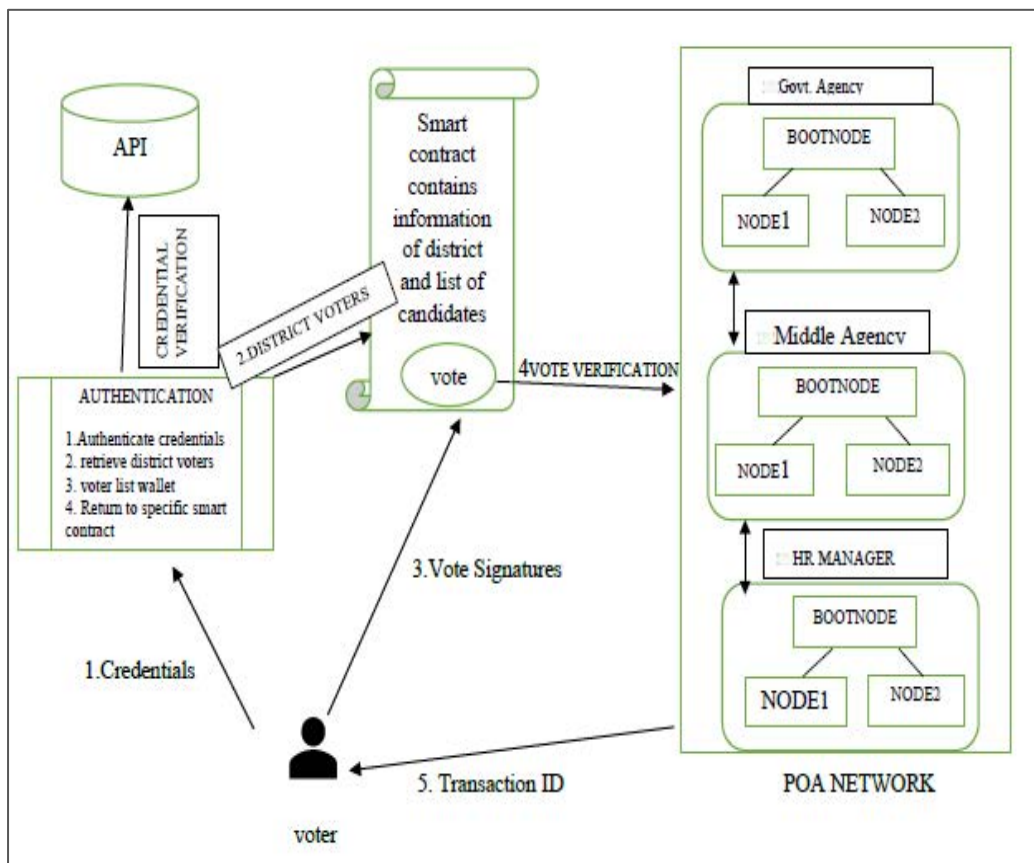 API
CREDENTIAL
VERIFICATION
2.DISTRICT VOTERS
Smart
contract
contains
information
of district
and list of
candidates
vote
AUTHENTICATION
1.Authenticate credentials
2. retrieve district voters
3. voter list wallet
4. Return to specific smart
contract
1.Credentials
3.Vote Signatures
4VOTE VERIFICATION
5. Transaction ID
voter
Govt. Agency
BOOTNODE
NODE1
NODE2
Middle Agency
BOOTNODE
NODE1
NODE2
HR MANAGER
BOOTNODE
NODE1
NODE2
POA NETWORK